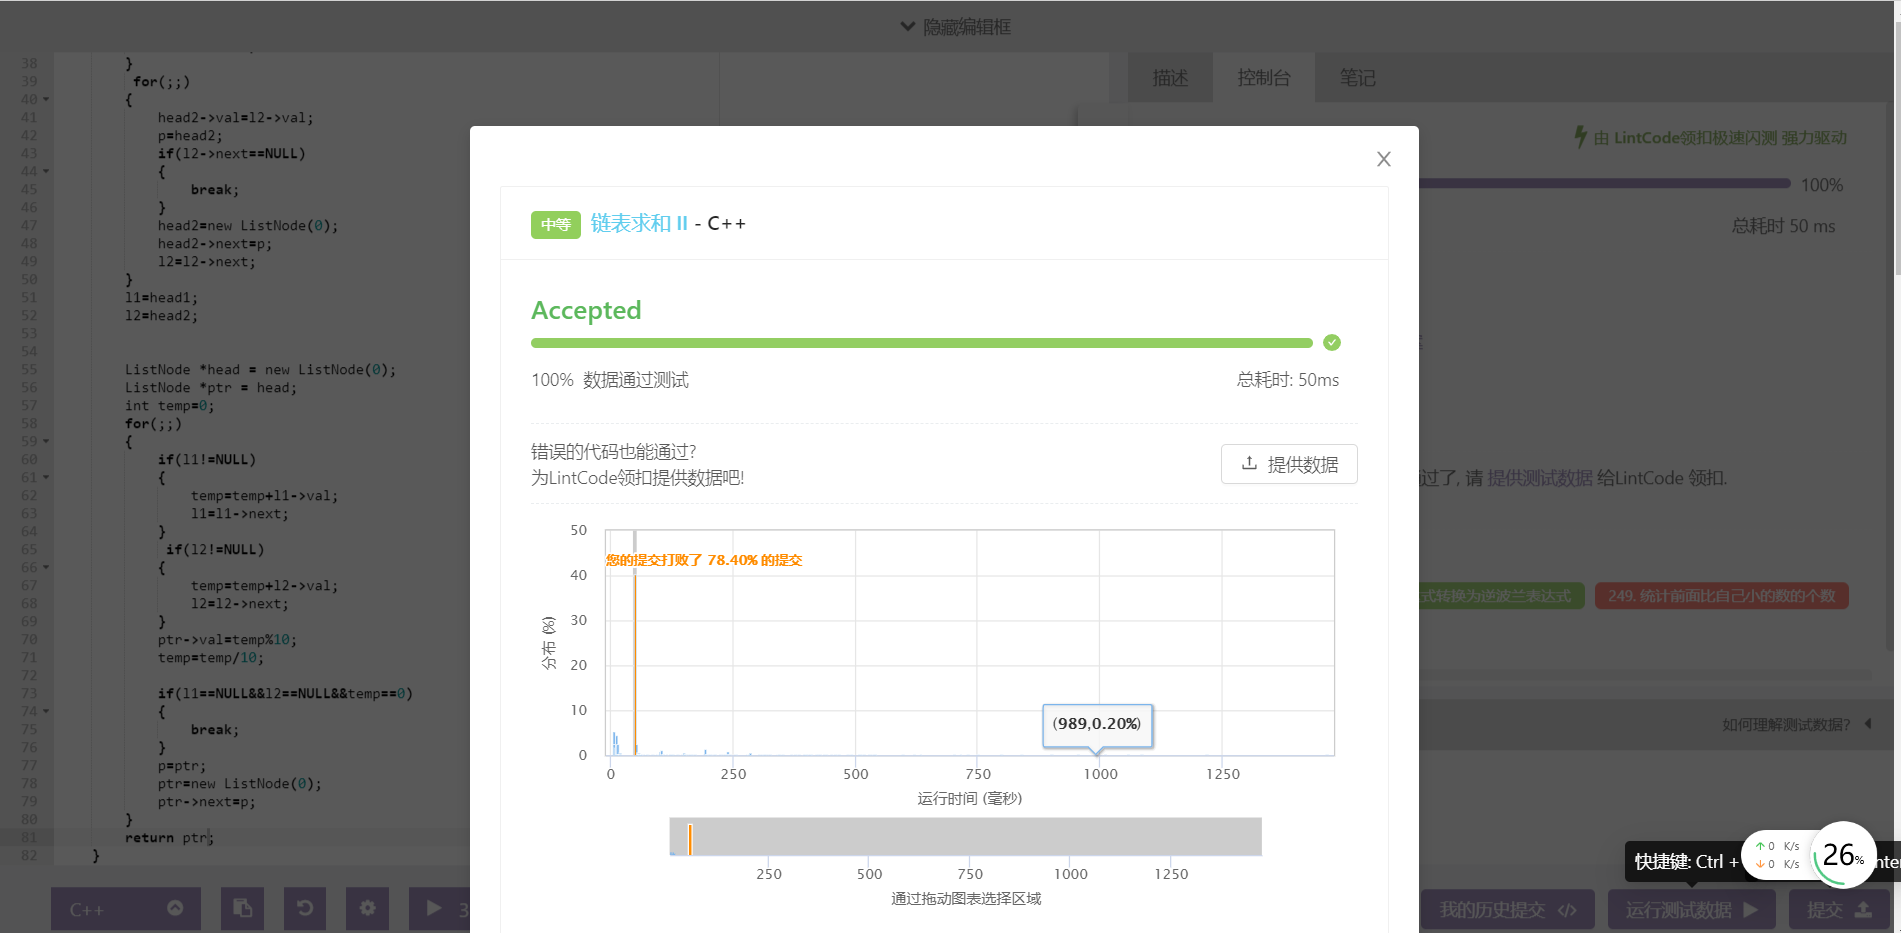 隐藏编辑框
38 }
39 for(;;)
40 {
41 head2->val=l2->val;
42 p=head2;
43 if(l2->next==NULL)
44 {
45 break;
46 }
47 head2=new ListNode(0);
48 head2->next=p;
49 l2=l2->next;
50 }
51 l1=head1;
52 l2=head2;
53
54
55 ListNode *head = new ListNode(0);
56 ListNode *ptr = head;
57 int temp=0;
58 for(;;)
59 {
60 if(l1!=NULL)
61 {
62 temp=temp+l1->val;
63 l1=l1->next;
64 }
65 if(l2!=NULL)
66 {
67 temp=temp+l2->val;
68 l2=l2->next;
69 }
70 ptr->val=temp%10;
71 temp=temp/10;
72
73 if(l1==NULL&&l2==NULL&&temp==0)
74 {
75 break;
76 }
77 p=ptr;
78 ptr=new ListNode(0);
79 ptr->next=p;
80 }
81 return ptr;
82 }
C++
3
描述 控制台 笔记
由 LintCode领扣极速闪测 强力驱动
100%
总耗时 50 ms
过了, 请 提供测试数据 给LintCode 领扣.
式转换为逆波兰表达式 249. 统计前面比自己小的数的个数
如何理解测试数据?
中等 链表求和 II - C++
Accepted
100% 数据通过测试 总耗时: 50ms
错误的代码也能通过?
为LintCode领扣提供数据吧!
提供数据
您的提交打败了 78.40% 的提交
分布 (%)
50
40
30
20
10
0
(989,0.20%)
0 250 500 750 1000 1250
运行时间 (毫秒)
250 500 750 1000 1250
通过拖动图表选择区域
快捷键: Ctrl +
0 K/s
0 K/s
26%
我的历史提交 运行测试数据 提交